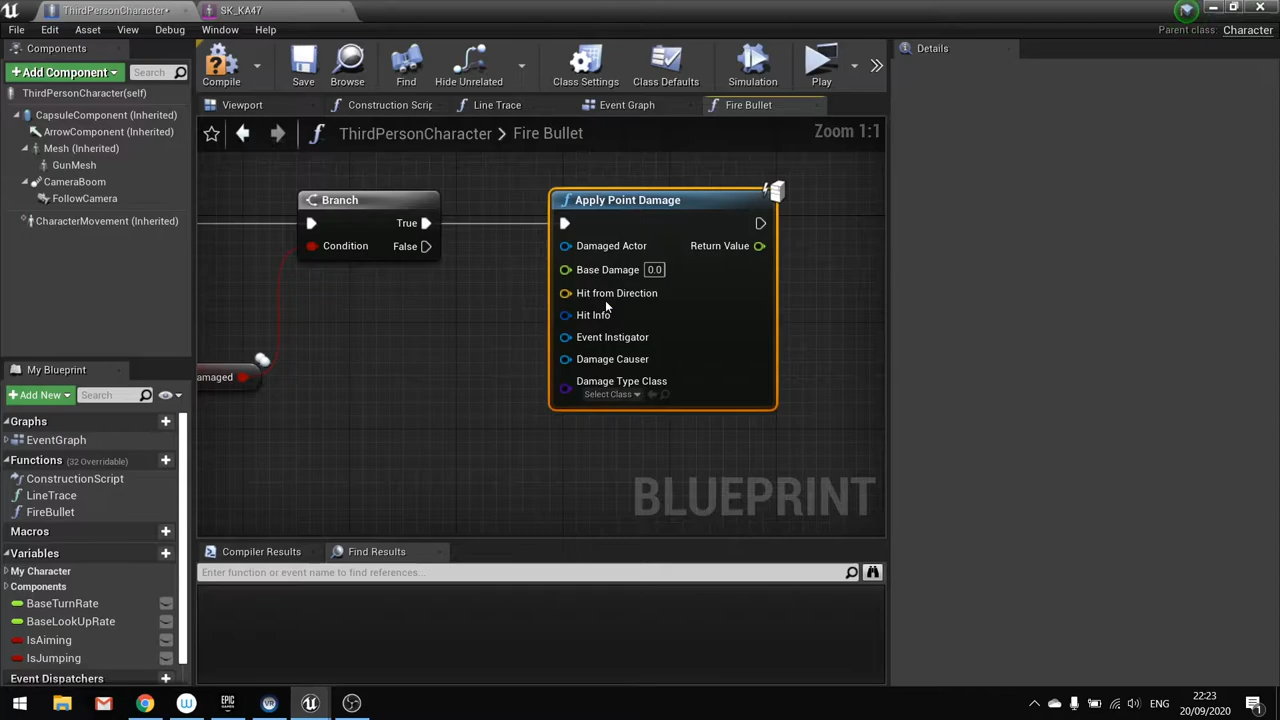 ThirdPersonCharacter*
SK_KA47
File Edit Asset View Debug Window Help
Parent class: Character
Components
Details
Add Component
Search
Compile
Save
Browse
Find
Hide Unrelated
Class Settings
Class Defaults
Simulation
Play
ThirdPersonCharacter(self)
Viewport
Construction Scrip
Line Trace
Event Graph
Fire Bullet
CapsuleComponent (Inherited)
ArrowComponent (Inherited)
Mesh (Inherited)
GunMesh
CameraBoom
FollowCamera
CharacterMovement (Inherited)
ThirdPersonCharacter > Fire Bullet
Zoom 1:1
Branch
True
Condition
False
amaged
Apply Point Damage
Damaged Actor
Return Value
Base Damage 0.0
Hit from Direction
Hit Info
Event Instigator
Damage Causer
Damage Type Class
Select Class
BLUEPRINT
My Blueprint
Add New
Search
Graphs
EventGraph
Functions (32 Overridable)
ConstructionScript
LineTrace
FireBullet
Macros
Variables
My Character
Components
BaseTurnRate
BaseLookUpRate
IsAiming
IsJumping
Event Dispatchers
Compiler Results
Find Results
Enter function or event name to find references...
EPIC
GAMES
VR
ENG
22:23
20/09/2020
1